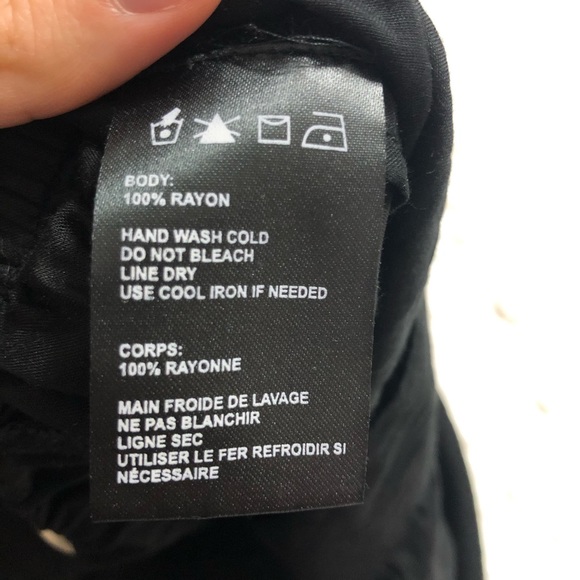 BODY:
100% RAYON
HAND WASH COLD
DO NOT BLEACH
LINE DRY
USE COOL IRON IF NEEDED
CORPS:
100% RAYONNE
MAIN FROIDE DE LAVAGE
NE PAS BLANCHIR
LIGNE SEC
UTILISER LE FER REFROIDIR SI
NÉCESSAIRE